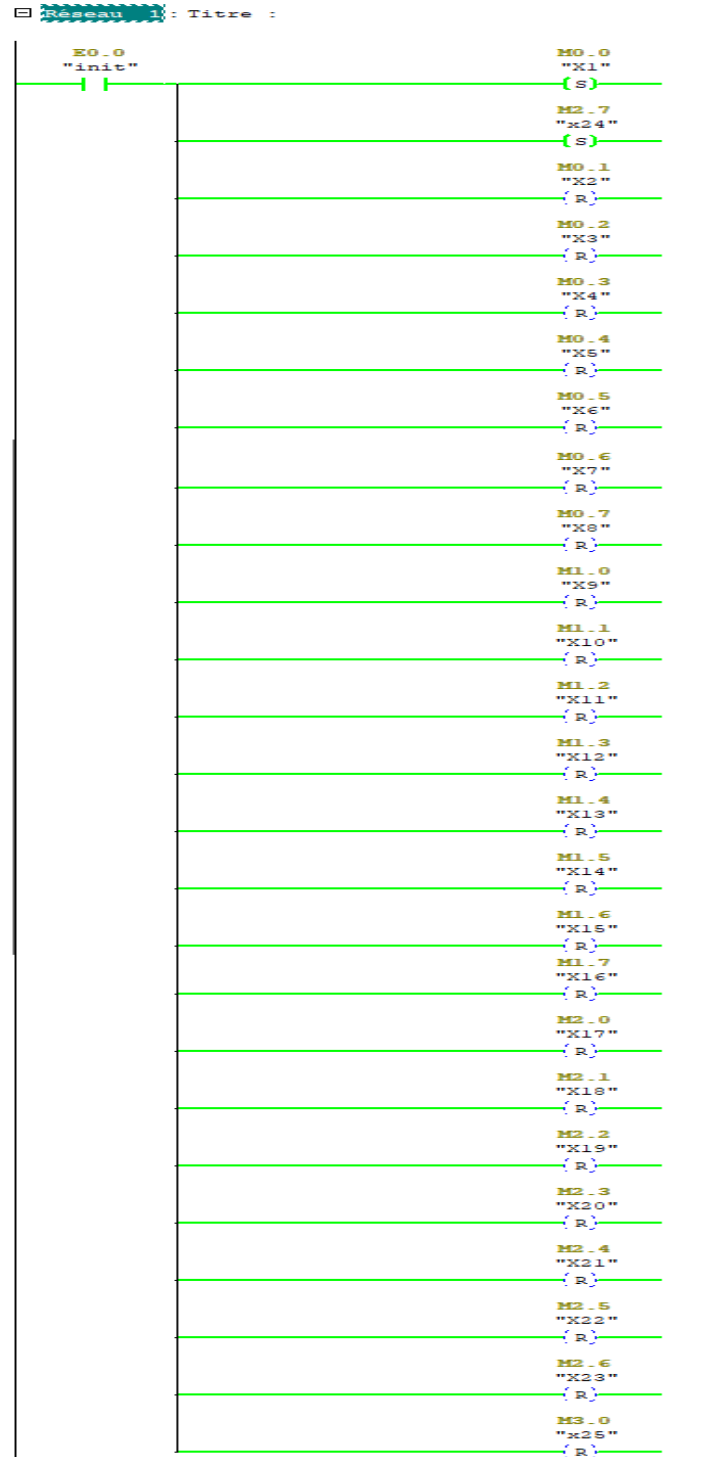 Réseau 1: Titre :
E0.0
"init"
M0.0
"X1"
S
M2.7
"x24"
S
M0.1
"X2"
R
M0.2
"X3"
R
M0.3
"X4"
R
M0.4
"X5"
R
M0.5
"X6"
R
M0.6
"X7"
R
M0.7
"X8"
R
M1.0
"X9"
R
M1.1
"X10"
R
M1.2
"X11"
R
M1.3
"X12"
R
M1.4
"X13"
R
M1.5
"X14"
R
M1.6
"X15"
R
M1.7
"X16"
R
M2.0
"X17"
R
M2.1
"X18"
R
M2.2
"X19"
R
M2.3
"X20"
R
M2.4
"X21"
R
M2.5
"X22"
R
M2.6
"X23"
R
M3.0
"x25"
R